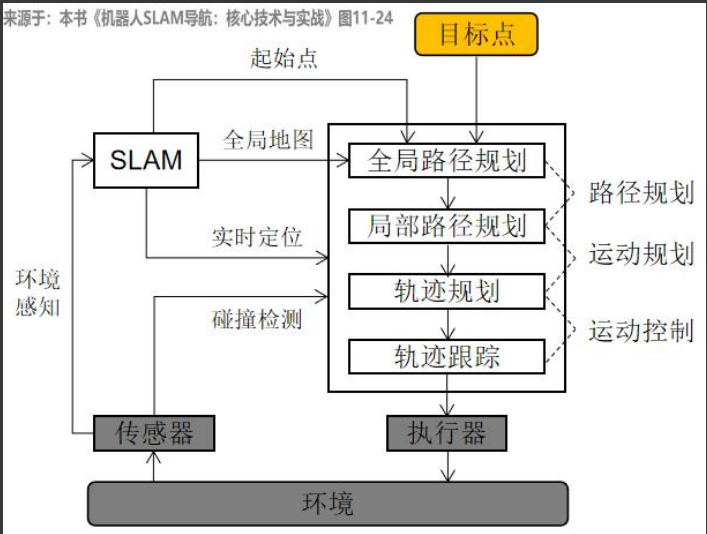 来源于：本书《机器人SLAM导航：核心技术与实战》图11-24
目标点
起始点
全局地图
SLAM
全局路径规划
路径规划
局部路径规划
实时定位
运动规划
环境
感知
轨迹规划
碰撞检测
运动控制
轨迹跟踪
传感器
执行器
环境